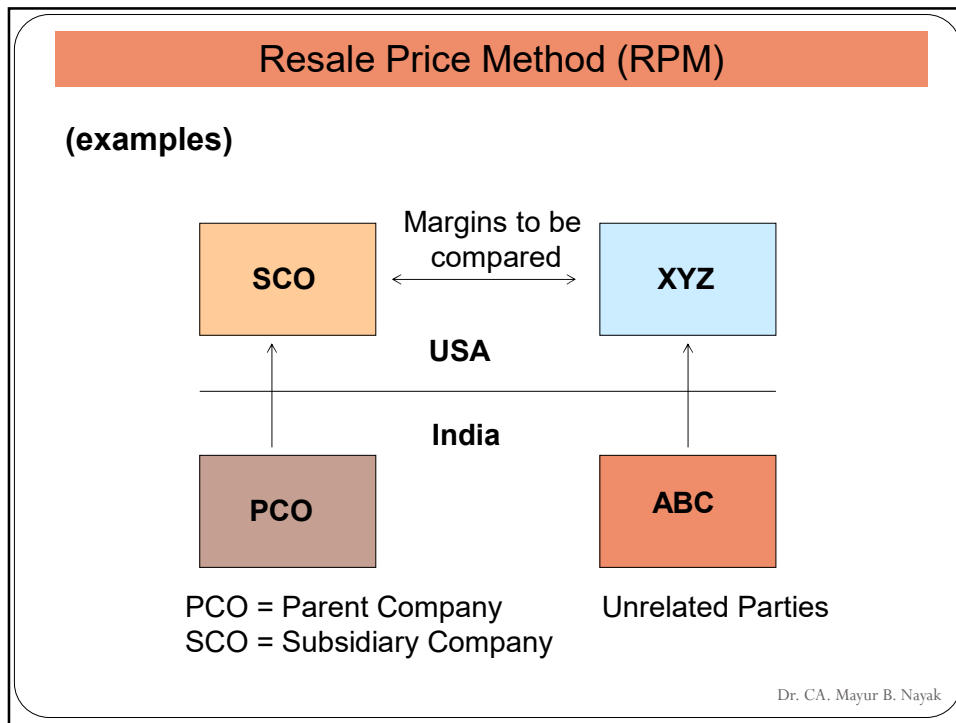 Resale Price Method (RPM)
(examples)
SCO
Margins to be
compared
XYZ
USA
India
PCO
ABC
PCO = Parent Company
SCO = Subsidiary Company
Unrelated Parties
Dr. CA. Mayur B. Nayak